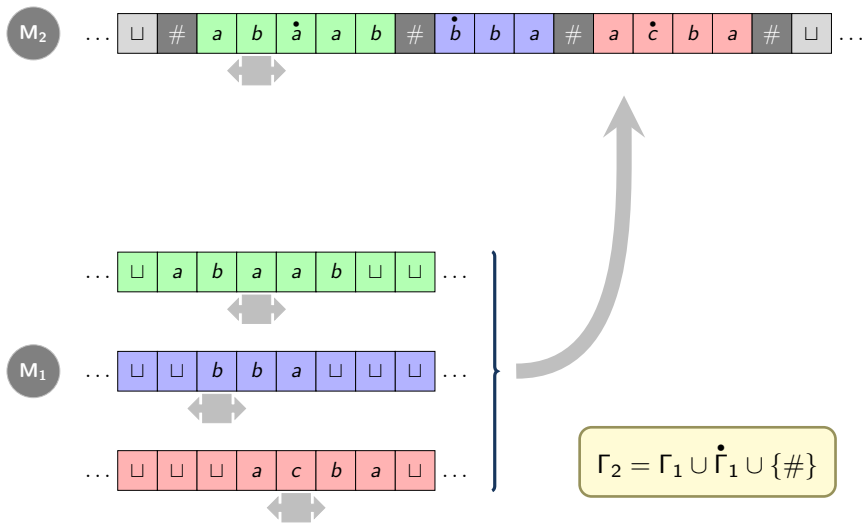 M₂ ... ⊔ # a b ȧ a b # ḃ b a # a ċ b a # ⊔ ...
... ⊔ a b a a b ⊔ ⊔ ...
M₁ ... ⊔ ⊔ b b a ⊔ ⊔ ⊔ ...
... ⊔ ⊔ ⊔ a c b a ⊔ ...
Γ₂ = Γ₁ ∪ Γ̇₁ ∪ {#}